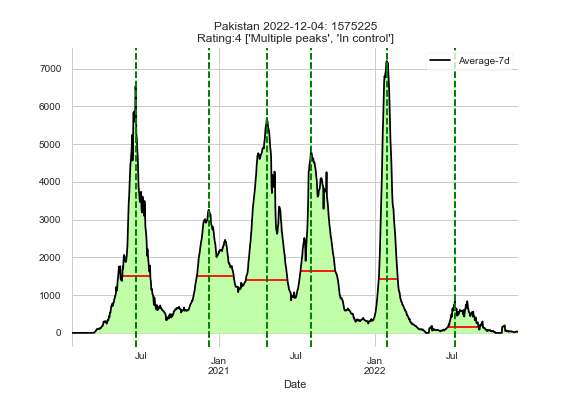 Pakistan 2022-12-04: 1575225
Rating:4 ['Multiple peaks', 'In control']
Average-7d
7000
6000
5000
4000
3000
2000
1000
0
Jul
Jan
2021
Jul
Jan
2022
Jul
Date